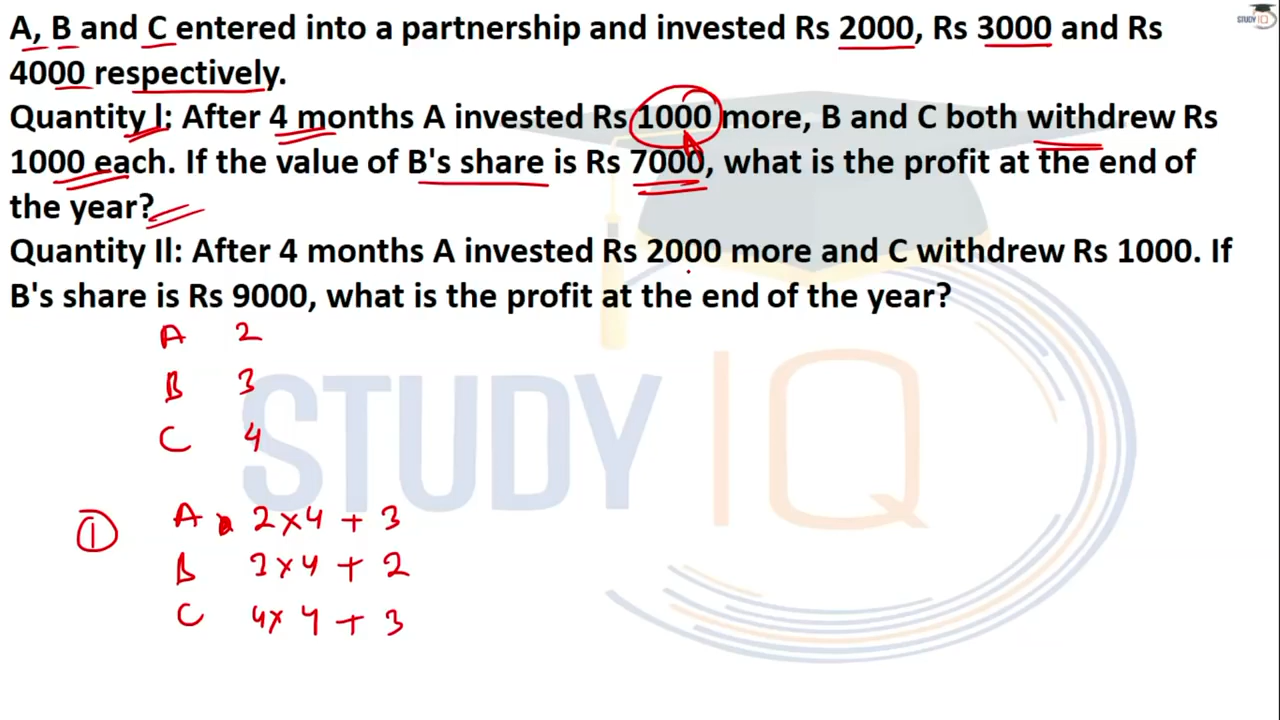 STUDY IQ
A, B and C entered into a partnership and invested Rs 2000, Rs 3000 and Rs
4000 respectively.
Quantity I: After 4 months A invested Rs 1000 more, B and C both withdrew Rs
1000 each. If the value of B's share is Rs 7000, what is the profit at the end of
the year?
Quantity II: After 4 months A invested Rs 2000 more and C withdrew Rs 1000. If
B's share is Rs 9000, what is the profit at the end of the year?
A 2
B 3
C 4
STUDY IQ
① A 2×4 + 3
B 3×4 + 2
C 4× 4 + 3